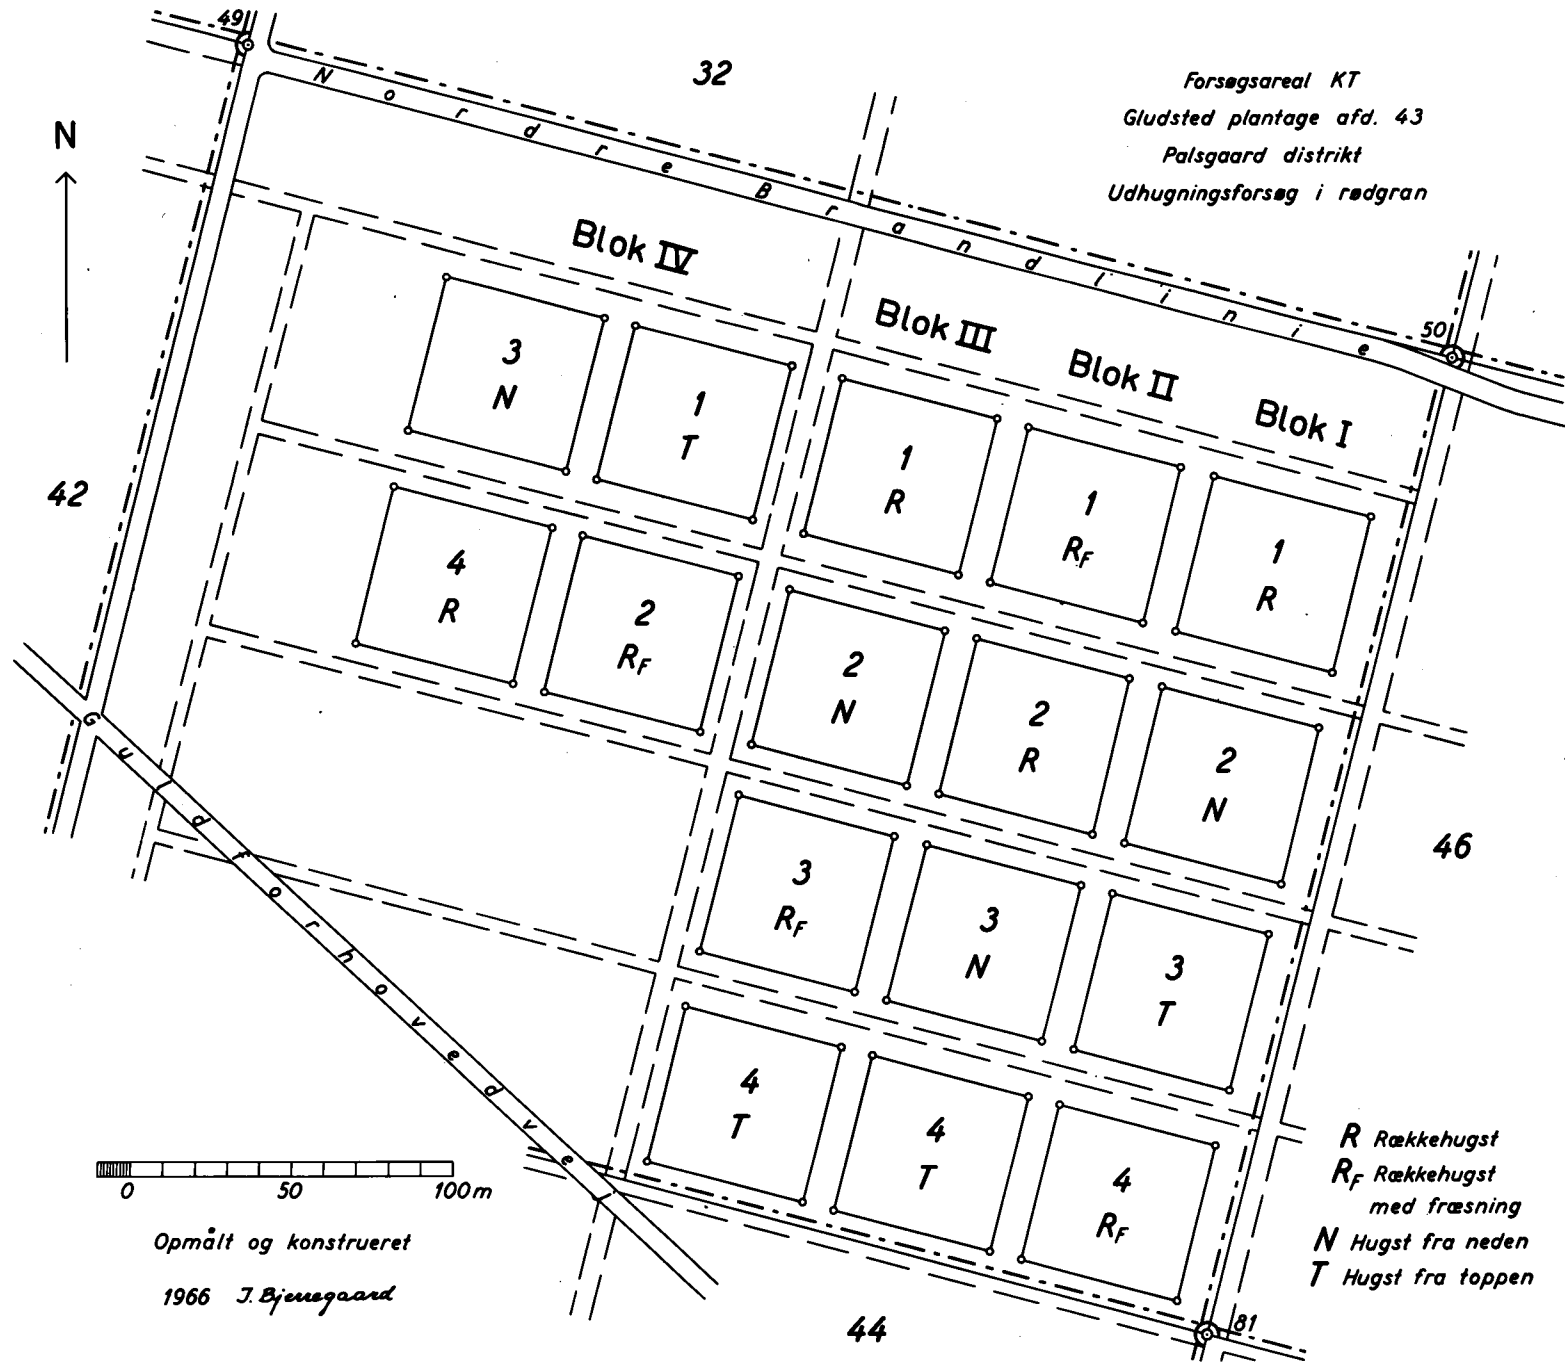 49
32
Forsøgsareal KT
Gludsted plantage afd. 43
Palsgaard distrikt
Udhugningsforsøg i rødgran
N
Nordre Brandlinie
Blok IV
Blok III
Blok II
Blok I
50
3
N
1
T
1
R
1
RF
1
R
42
4
R
2
RF
2
N
2
R
2
N
46
Guldforhovedvej
3
RF
3
N
3
T
4
T
4
T
4
RF
R Rækkehugst
RF Rækkehugst
med fræsning
N Hugst fra neden
T Hugst fra toppen
0 50 100 m
Opmålt og konstrueret
1966 J. Bjerregaard
44
81